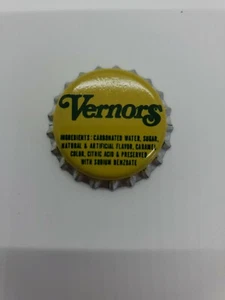 Vernors
INGREDIENTS: CARBONATED WATER, SUGAR,
NATURAL & ARTIFICIAL FLAVOR, CARAMEL
COLOR, CITRIC ACID & PRESERVED
WITH SODIUM BENZOATE